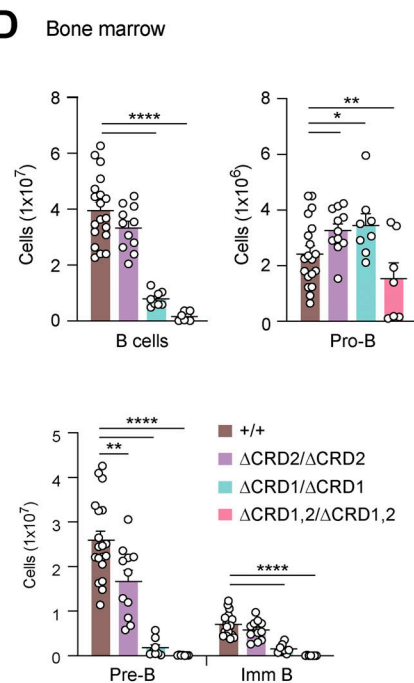 D Bone marrow
8
6
4
2
0
Cells (1x10⁷)
****
B cells
8
6
4
2
0
Cells (1x10⁶)
**
*
Pro-B
5
4
3
2
1
0
Cells (1x10⁷)
****
**
Pre-B
****
Imm B
+/+
ΔCRD2/ΔCRD2
ΔCRD1/ΔCRD1
ΔCRD1,2/ΔCRD1,2